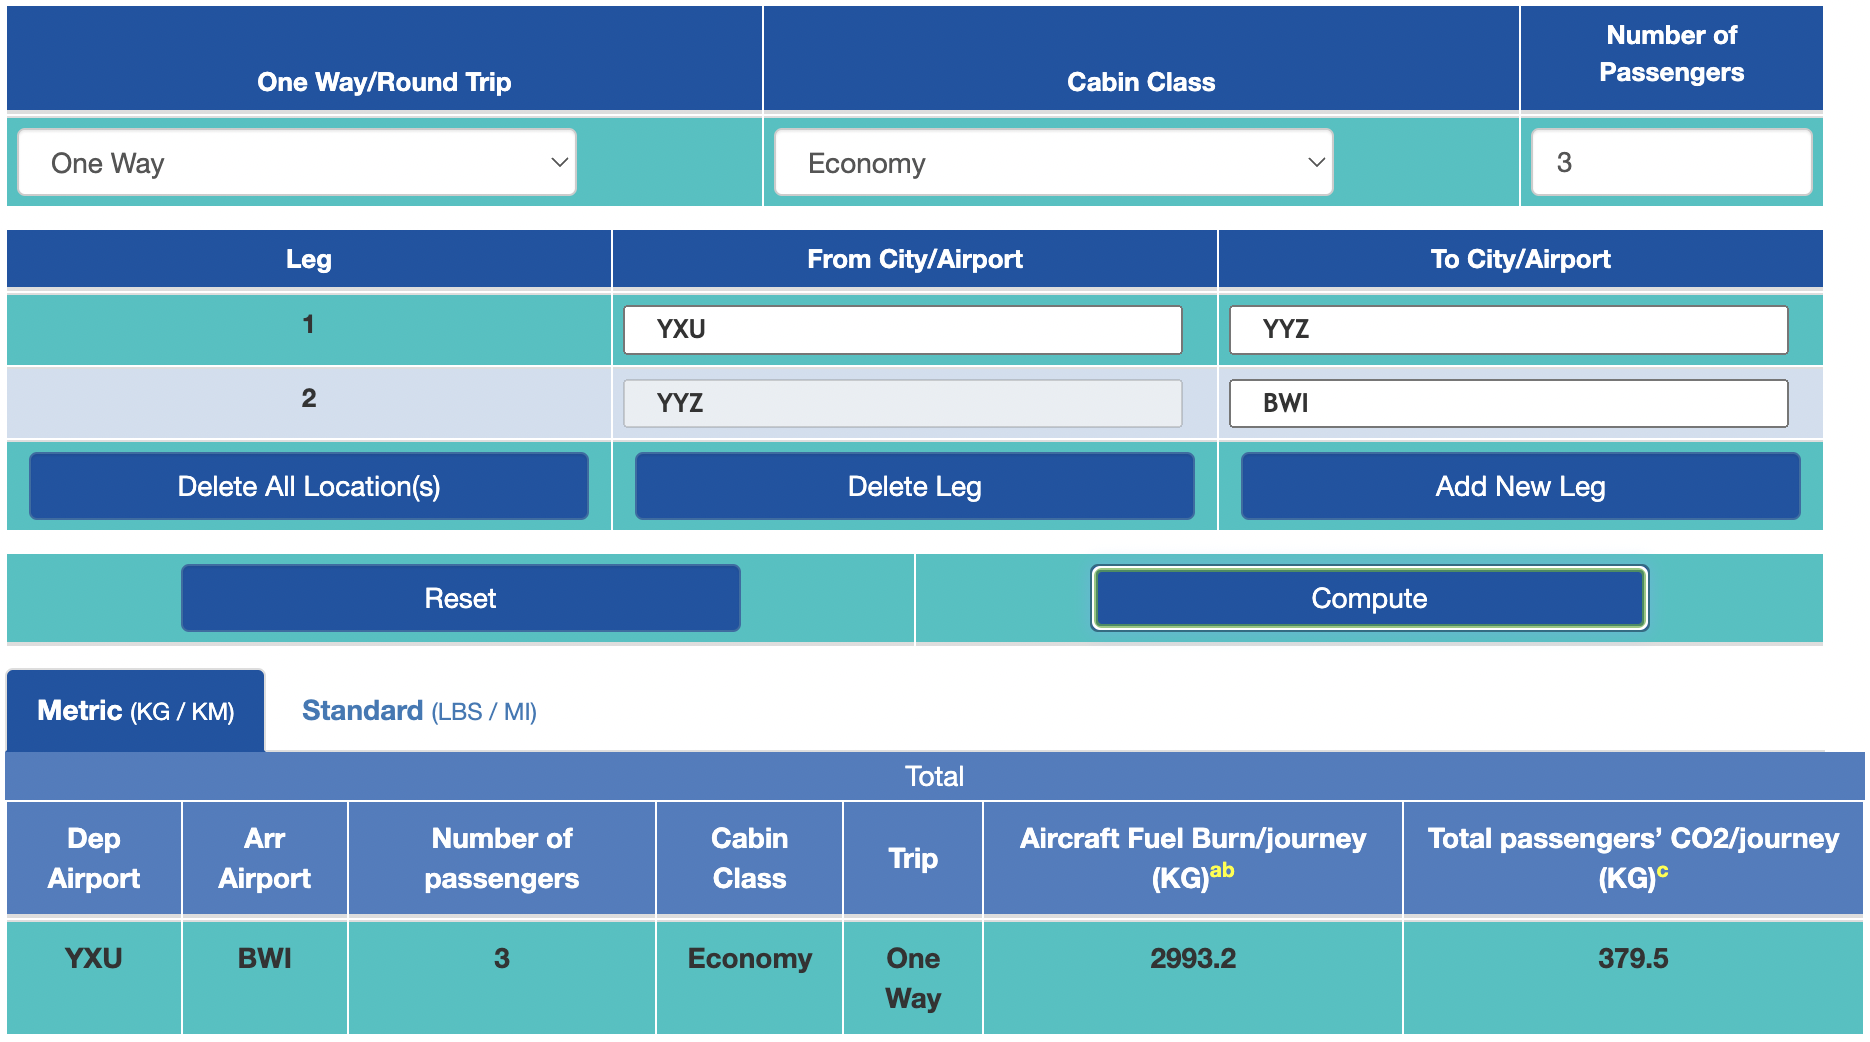 One Way/Round Trip
Cabin Class
Number of
Passengers
One Way
Economy
3
Leg
From City/Airport
To City/Airport
1
YXU
YYZ
2
YYZ
BWI
Delete All Location(s)
Delete Leg
Add New Leg
Reset
Compute
Metric (KG / KM)
Standard (LBS / MI)
Total
Dep
Airport
Arr
Airport
Number of
passengers
Cabin
Class
Trip
Aircraft Fuel Burn/journey
(KG)ab
Total passengers’ CO2/journey
(KG)c
YXU
BWI
3
Economy
One
Way
2993.2
379.5